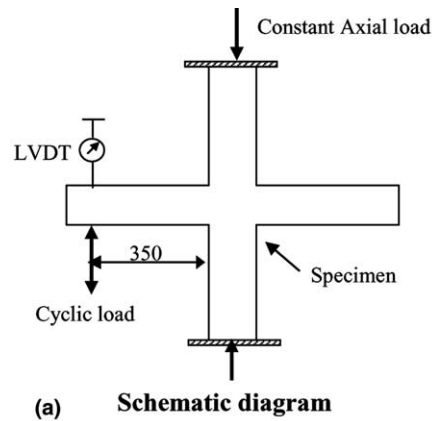 Constant Axial load
LVDT
350
Specimen
Cyclic load
(a) Schematic diagram